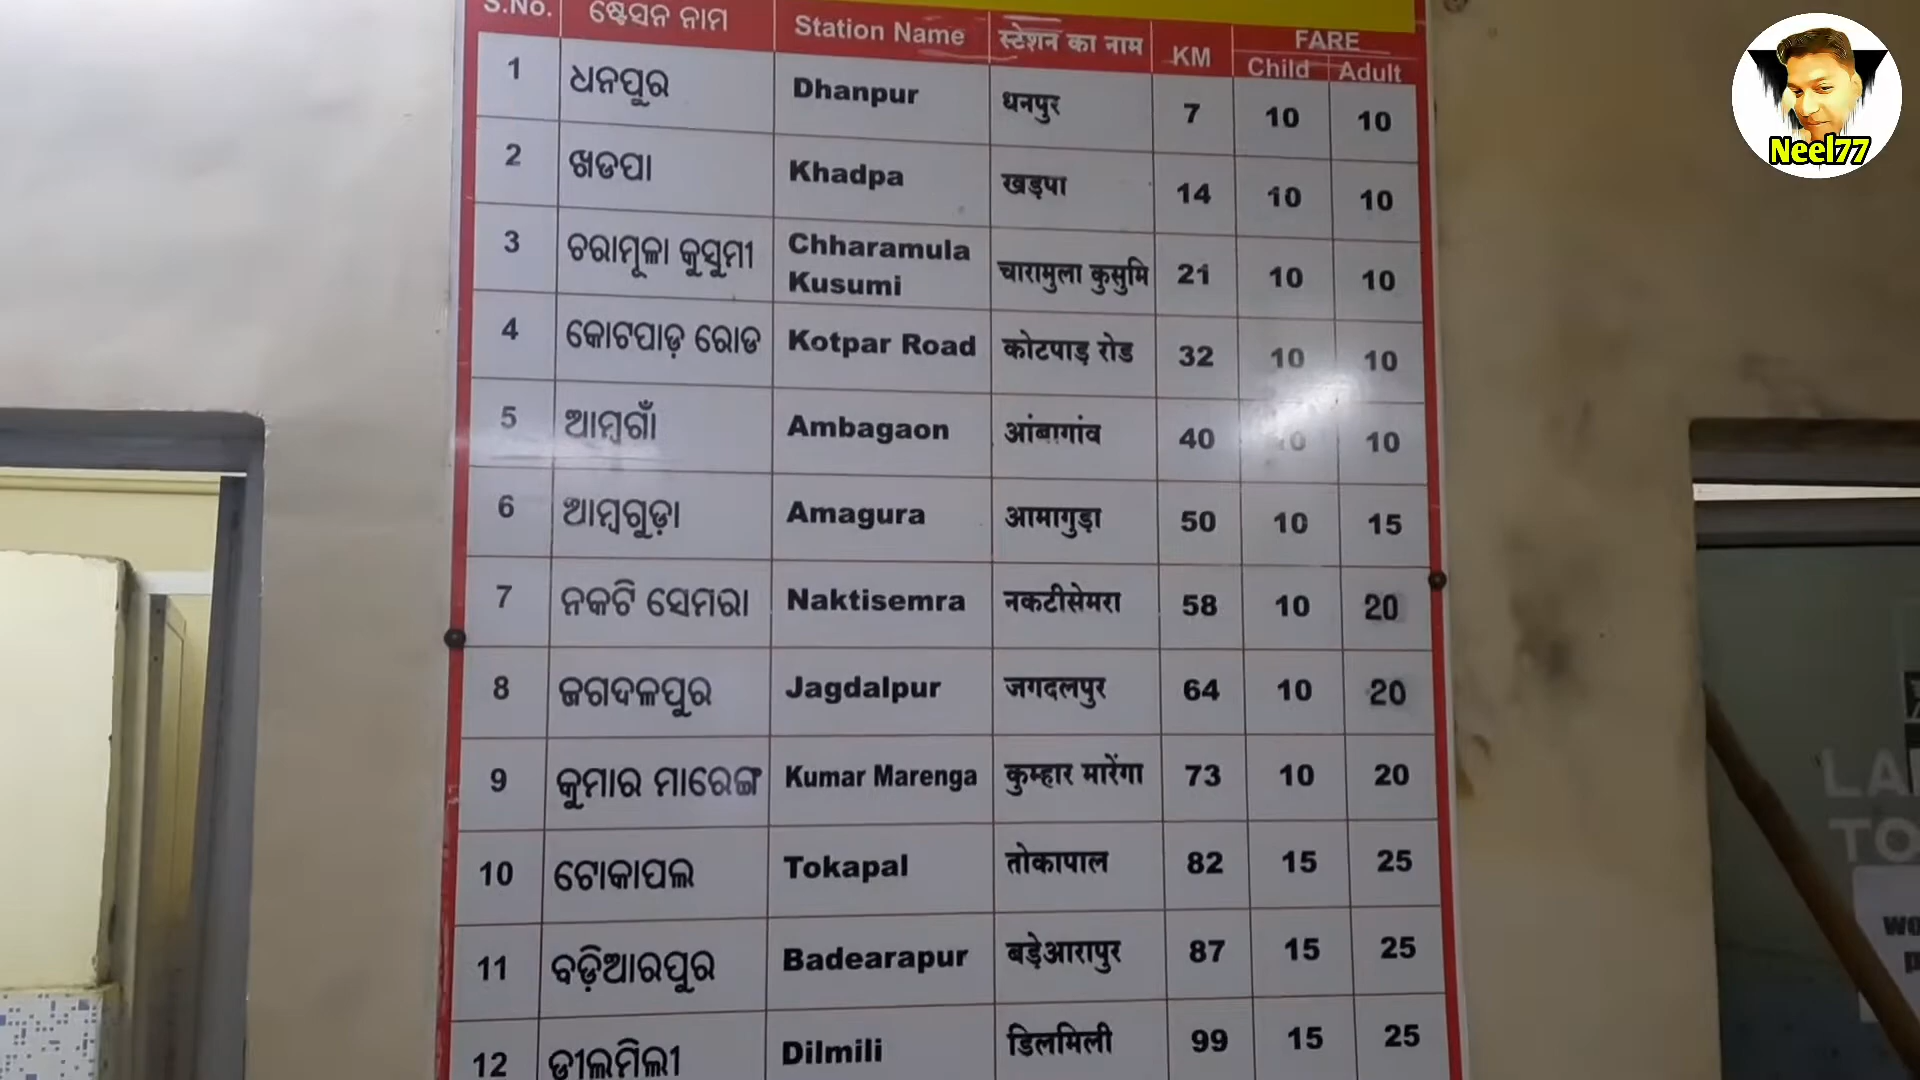 S.No. ଷ୍ଟେସନ ନାମ Station Name स्टेशन का नाम KM FARE
Child Adult
1 ଧନପୁର Dhanpur धनपुर 7 10 10
2 ଖଡପା Khadpa खड़पा 14 10 10
3 ଚରାମୂଳା କୁସୁମୀ Chharamula Kusumi चारामुला कुसुमि 21 10 10
4 କୋଟପାଡ଼ ରୋଡ Kotpar Road कोटपाड़ रोड 32 10 10
5 ଆମ୍ବଗାଁ Ambagaon आंबागांव 40 10 10
6 ଆମ୍ବଗୁଡ଼ା Amagura आमागुड़ा 50 10 15
7 ନକଟି ସେମରା Naktisemra नकटीसेमरा 58 10 20
8 ଜଗଦଳପୁର Jagdalpur जगदलपुर 64 10 20
9 କୁମାର ମାରେଙ୍ଗ Kumar Marenga कुम्हार मारेंगा 73 10 20
10 ଟୋକାପଲ Tokapal तोकापाल 82 15 25
11 ବଡ଼ିଆରପୁର Badearapur बड़ेआरापुर 87 15 25
12 ଡୀଲମିଲୀ Dilmili डिलमिली 99 15 25
Neel77
LA
TO